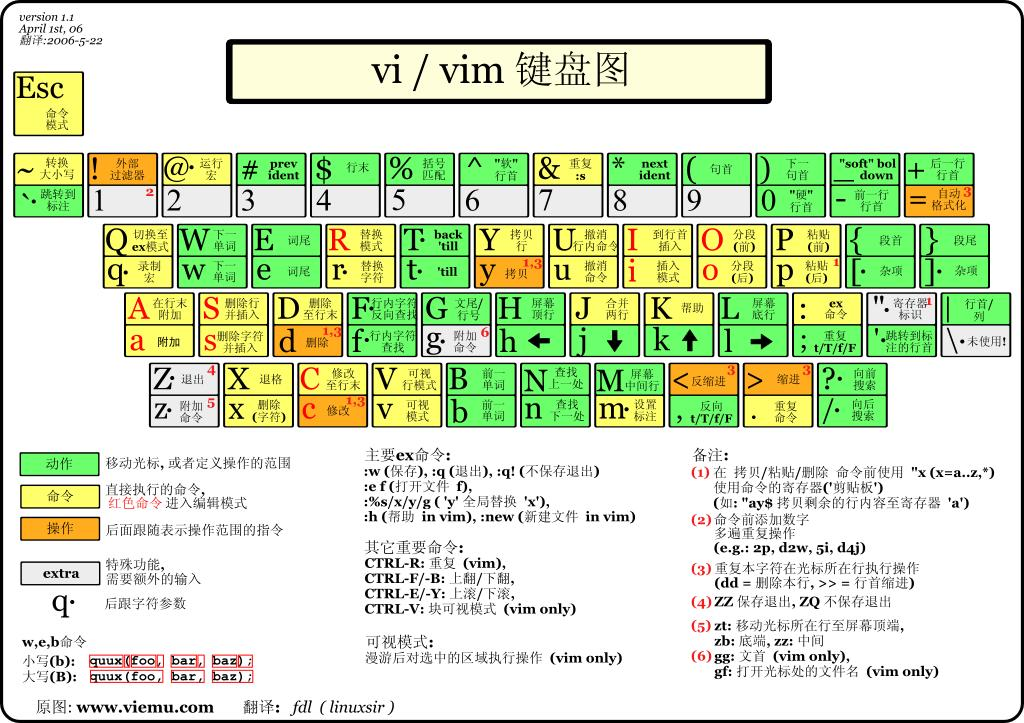 version 1.1
April 1st, 06
翻译:2006-5-22
vi / vim 键盘图
Esc
命令
模式
~ 转换
大小写
`· 跳转到
标注
! 外部
过滤器
1 2
@· 运行
宏
2
# prev
ident
3
$ 行末
4
% 括号
匹配
5
^ "软"
行首
6
& 重复
:s
7
* next
ident
8
( 句首
9
) 下一
句首
0 "硬"
行首
_ "soft" bol
down
- 前一行
行首
+ 后一行
行首
= 自动 3
格式化
Q 切换至
ex模式
q· 录制
宏
W 下一
单词
w 下一
单词
E 词尾
e 词尾
R 替换
模式
r· 替换
字符
T· back
'till
t· 'till
Y 拷贝
行
y 拷贝 1,3
U 撤消
行内命令
u 撤消
命令
I 到行首
插入
i 插入
模式
O 分段
(前)
o 分段
(后)
P 粘贴
(前)
p 粘贴 1
(后)
{ 段首
[· 杂项
} 段尾
]· 杂项
A 在行末
附加
a 附加
S 删除行
并插入
s 删除字符
并插入
D 删除
至行末
d 删除 1,3
F· 行内字符
反向查找
f· 行内字符
查找
G 文尾/
行号
g· 附加 6
命令
H 屏幕
顶行
h ←
J 合并
两行
j ↓
K 帮助
k ↑
L 屏幕
底行
l →
: ex
命令
; 重复
t/T/f/F
"· 寄存器 1
标识
'· 跳转到标
注的行首
| 行首/
列
\· 未使用!
Z· 退出 4
z· 附加 5
命令
X 退格
x 删除
(字符)
C 修改 3
至行末
c 修改 1,3
V 可视
行模式
v 可视
模式
B 前一
单词
b 前一
单词
N 查找
上一处
n 查找
下一处
M 屏幕
中间行
m· 设置
标注
< 反缩进 3
, 反向
t/T/f/F
> 缩进 3
. 重复
命令
?· 向前
搜索
/· 向后
搜索
动作 移动光标, 或者定义操作的范围
命令 直接执行的命令,
红色命令 进入编辑模式
操作 后面跟随表示操作范围的指令
extra 特殊功能,
需要额外的输入
q· 后跟字符参数
w,e,b命令
小写(b): quux(foo, bar, baz);
大写(B): quux(foo, bar, baz);
原图: www.viemu.com 翻译: fdl ( linuxsir )
主要ex命令:
:w (保存), :q (退出), :q! (不保存退出)
:e f (打开文件 f),
:%s/x/y/g ( 'y' 全局替换 'x'),
:h (帮助 in vim), :new (新建文件 in vim)
其它重要命令:
CTRL-R: 重复 (vim),
CTRL-F/-B: 上翻/下翻,
CTRL-E/-Y: 上滚/下滚,
CTRL-V: 块可视模式 (vim only)
可视模式:
漫游后对选中的区域执行操作 (vim only)
备注:
(1) 在 拷贝/粘贴/删除 命令前使用 "x (x=a..z,*)
使用命令的寄存器('剪贴板')
(如: "ay$ 拷贝剩余的行内容至寄存器 'a')
(2) 命令前添加数字
多遍重复操作
(e.g.: 2p, d2w, 5i, d4j)
(3) 重复本字符在光标所在行执行操作
(dd = 删除本行, >> = 行首缩进)
(4) ZZ 保存退出, ZQ 不保存退出
(5) zt: 移动光标所在行至屏幕顶端,
zb: 底端, zz: 中间
(6) gg: 文首 (vim only),
gf: 打开光标处的文件名 (vim only)